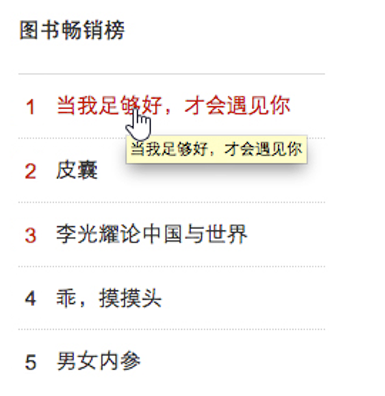 图书畅销榜
1 当我足够好，才会遇见你
当我足够好，才会遇见你
2 皮囊
3 李光耀论中国与世界
4 乖，摸摸头
5 男女内参